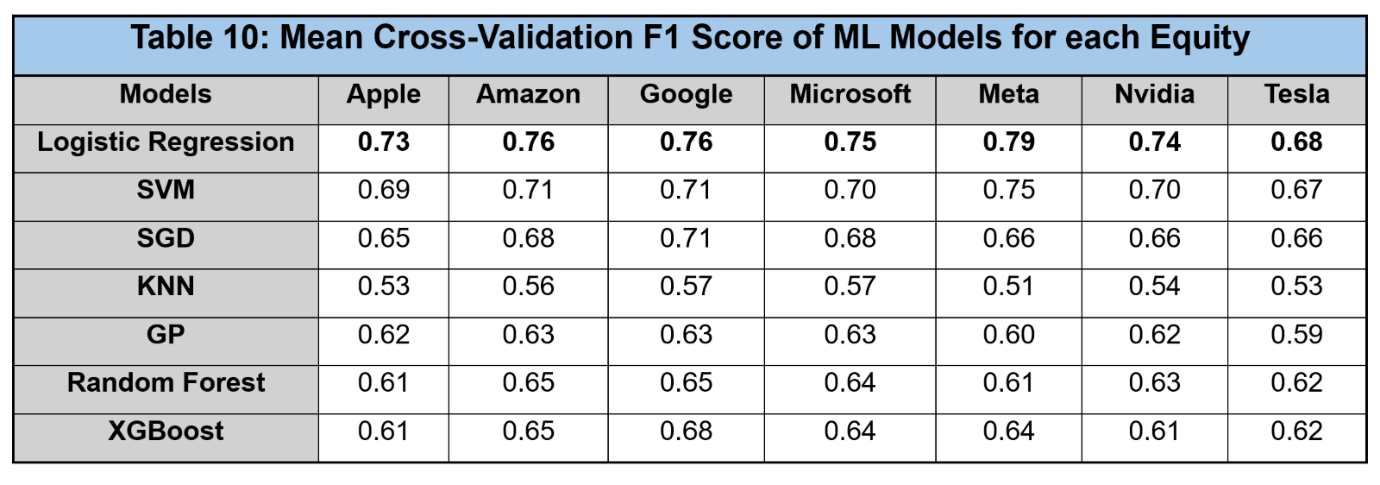 Table 10: Mean Cross-Validation F1 Score of ML Models for each Equity
Models Apple Amazon Google Microsoft Meta Nvidia Tesla
Logistic Regression 0.73 0.76 0.76 0.75 0.79 0.74 0.68
SVM 0.69 0.71 0.71 0.70 0.75 0.70 0.67
SGD 0.65 0.68 0.71 0.68 0.66 0.66 0.66
KNN 0.53 0.56 0.57 0.57 0.51 0.54 0.53
GP 0.62 0.63 0.63 0.63 0.60 0.62 0.59
Random Forest 0.61 0.65 0.65 0.64 0.61 0.63 0.62
XGBoost 0.61 0.65 0.68 0.64 0.64 0.61 0.62